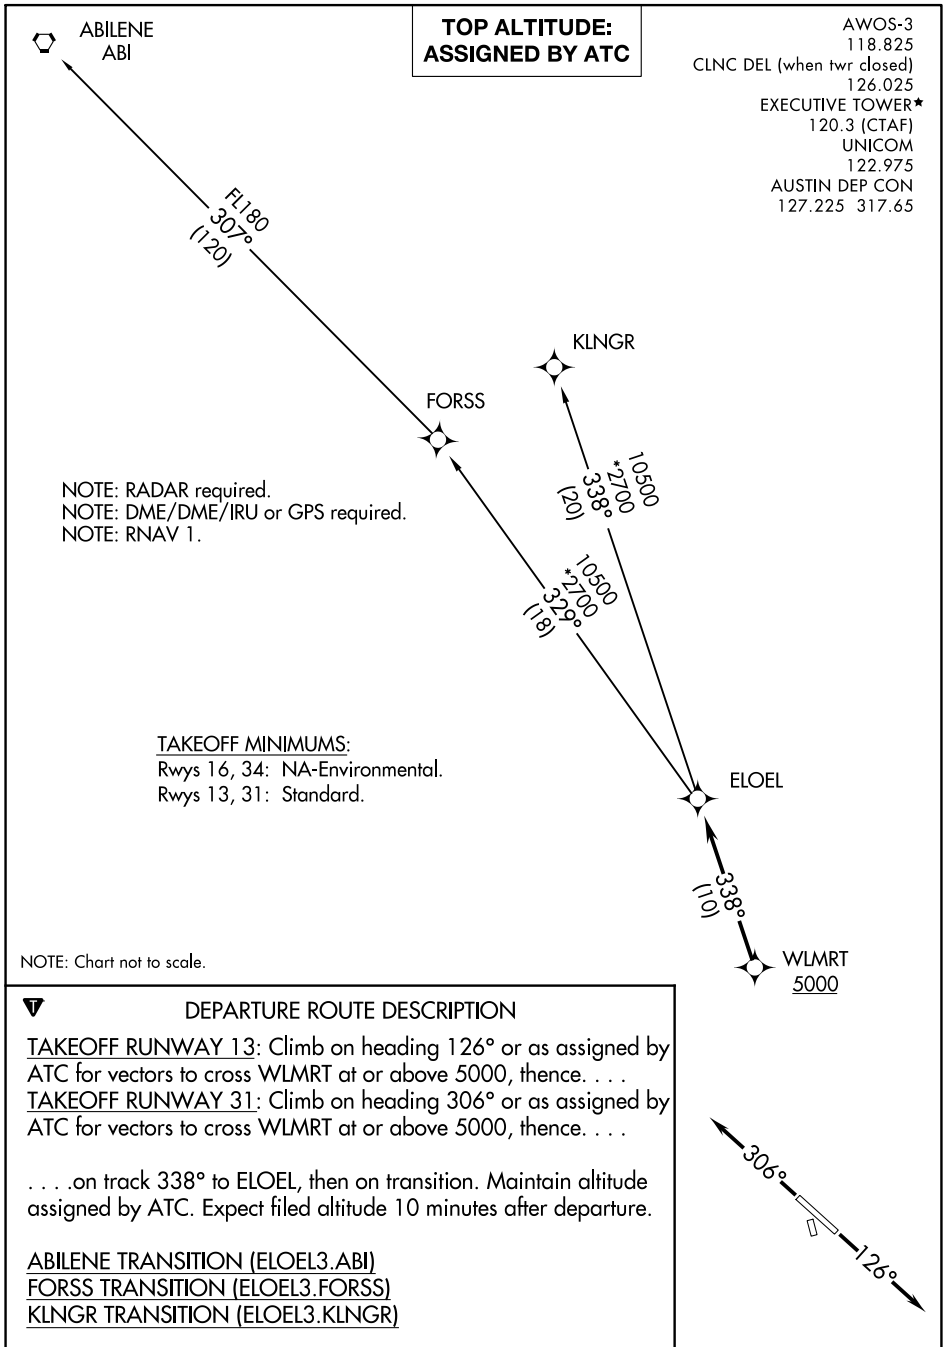 ABILENE
ABI
TOP ALTITUDE:
ASSIGNED BY ATC
AWOS-3
118.825
CLNC DEL (when twr closed)
126.025
EXECUTIVE TOWER★
120.3 (CTAF)
UNICOM
122.975
AUSTIN DEP CON
127.225 317.65
FL180
307°
(120)
KLNGR
FORSS
10500
*2700
338°
(20)
NOTE: RADAR required.
NOTE: DME/DME/IRU or GPS required.
NOTE: RNAV 1.
10500
*2700
329°
(18)
TAKEOFF MINIMUMS:
Rwys 16, 34: NA-Environmental.
Rwys 13, 31: Standard.
ELOEL
338°
(10)
NOTE: Chart not to scale.
WLMRT
5000
T
DEPARTURE ROUTE DESCRIPTION
TAKEOFF RUNWAY 13: Climb on heading 126° or as assigned by
ATC for vectors to cross WLMRT at or above 5000, thence. . . .
TAKEOFF RUNWAY 31: Climb on heading 306° or as assigned by
ATC for vectors to cross WLMRT at or above 5000, thence. . . .
. . . .on track 338° to ELOEL, then on transition. Maintain altitude
assigned by ATC. Expect filed altitude 10 minutes after departure.
ABILENE TRANSITION (ELOEL3.ABI)
FORSS TRANSITION (ELOEL3.FORSS)
KLNGR TRANSITION (ELOEL3.KLNGR)
306°
126°